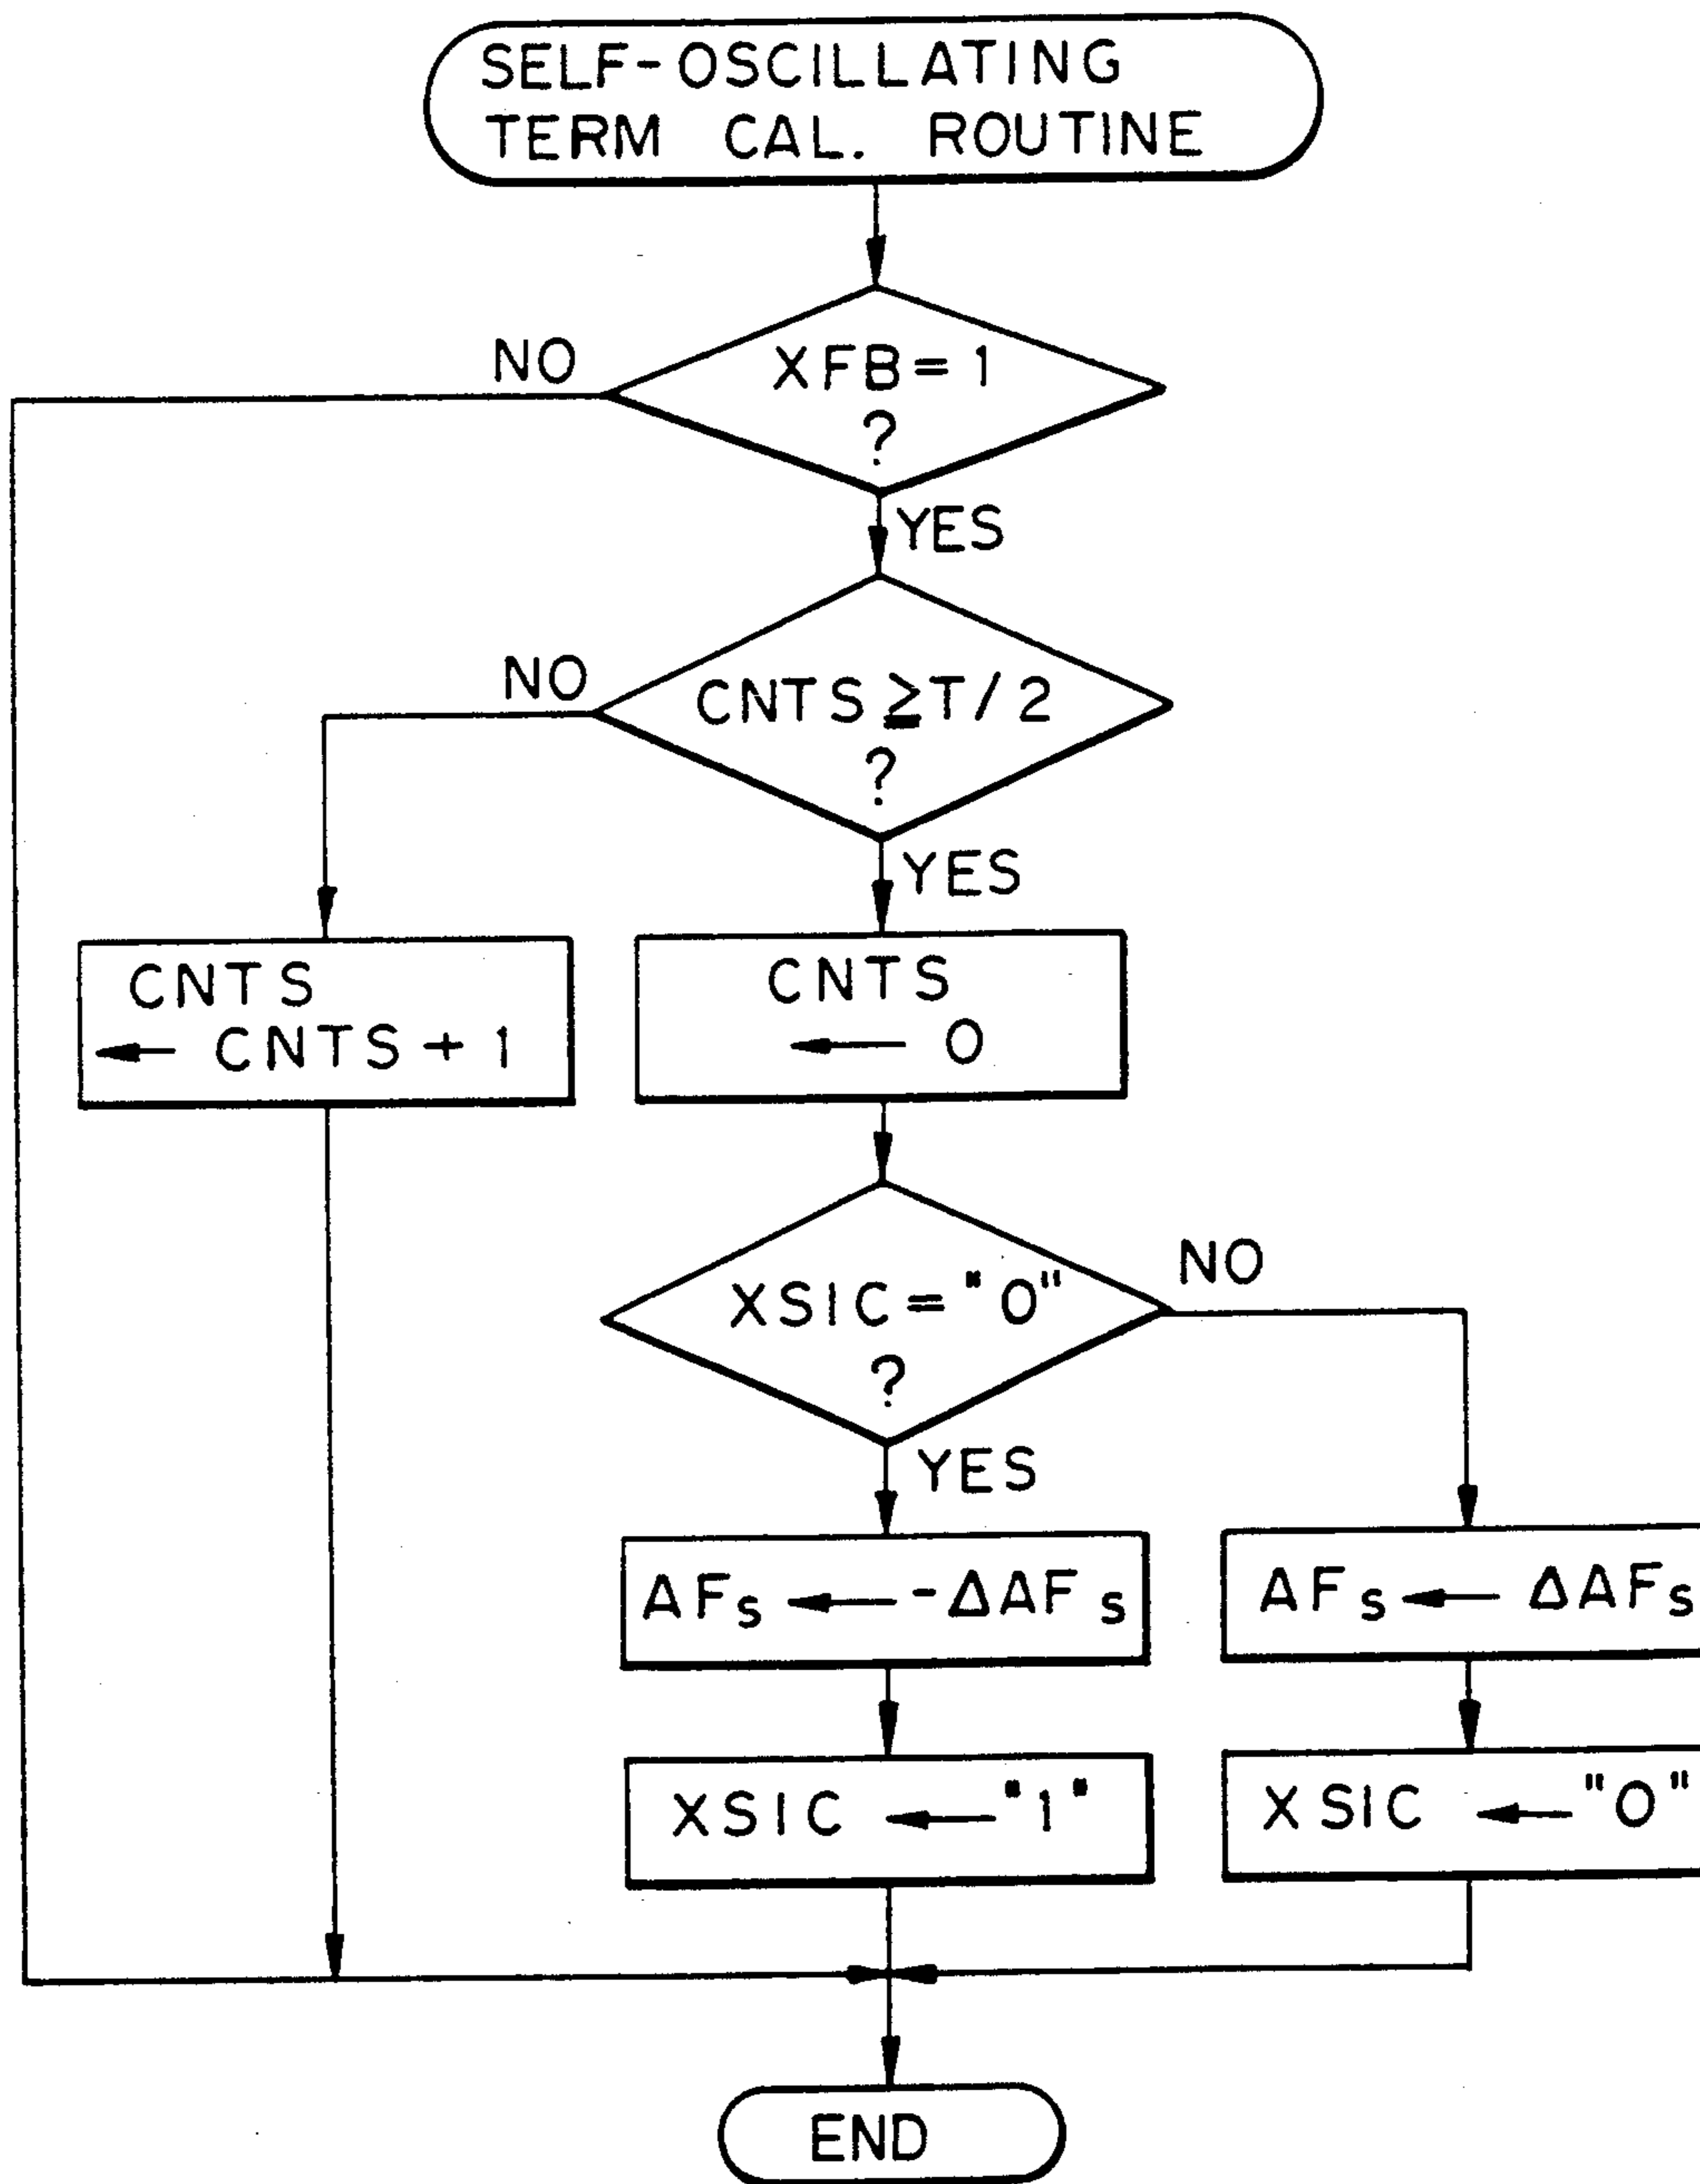 SELF-OSCILLATING
TERM CAL. ROUTINE
NO
XFB=1
?
YES
NO
CNTS≥T/2
?
YES
CNTS
← CNTS+1
CNTS
← 0
XSIC="0"
?
NO
YES
AFs ← -ΔAFs
AFs ← ΔAFs
XSIC ← "1"
XSIC ← "0"
END